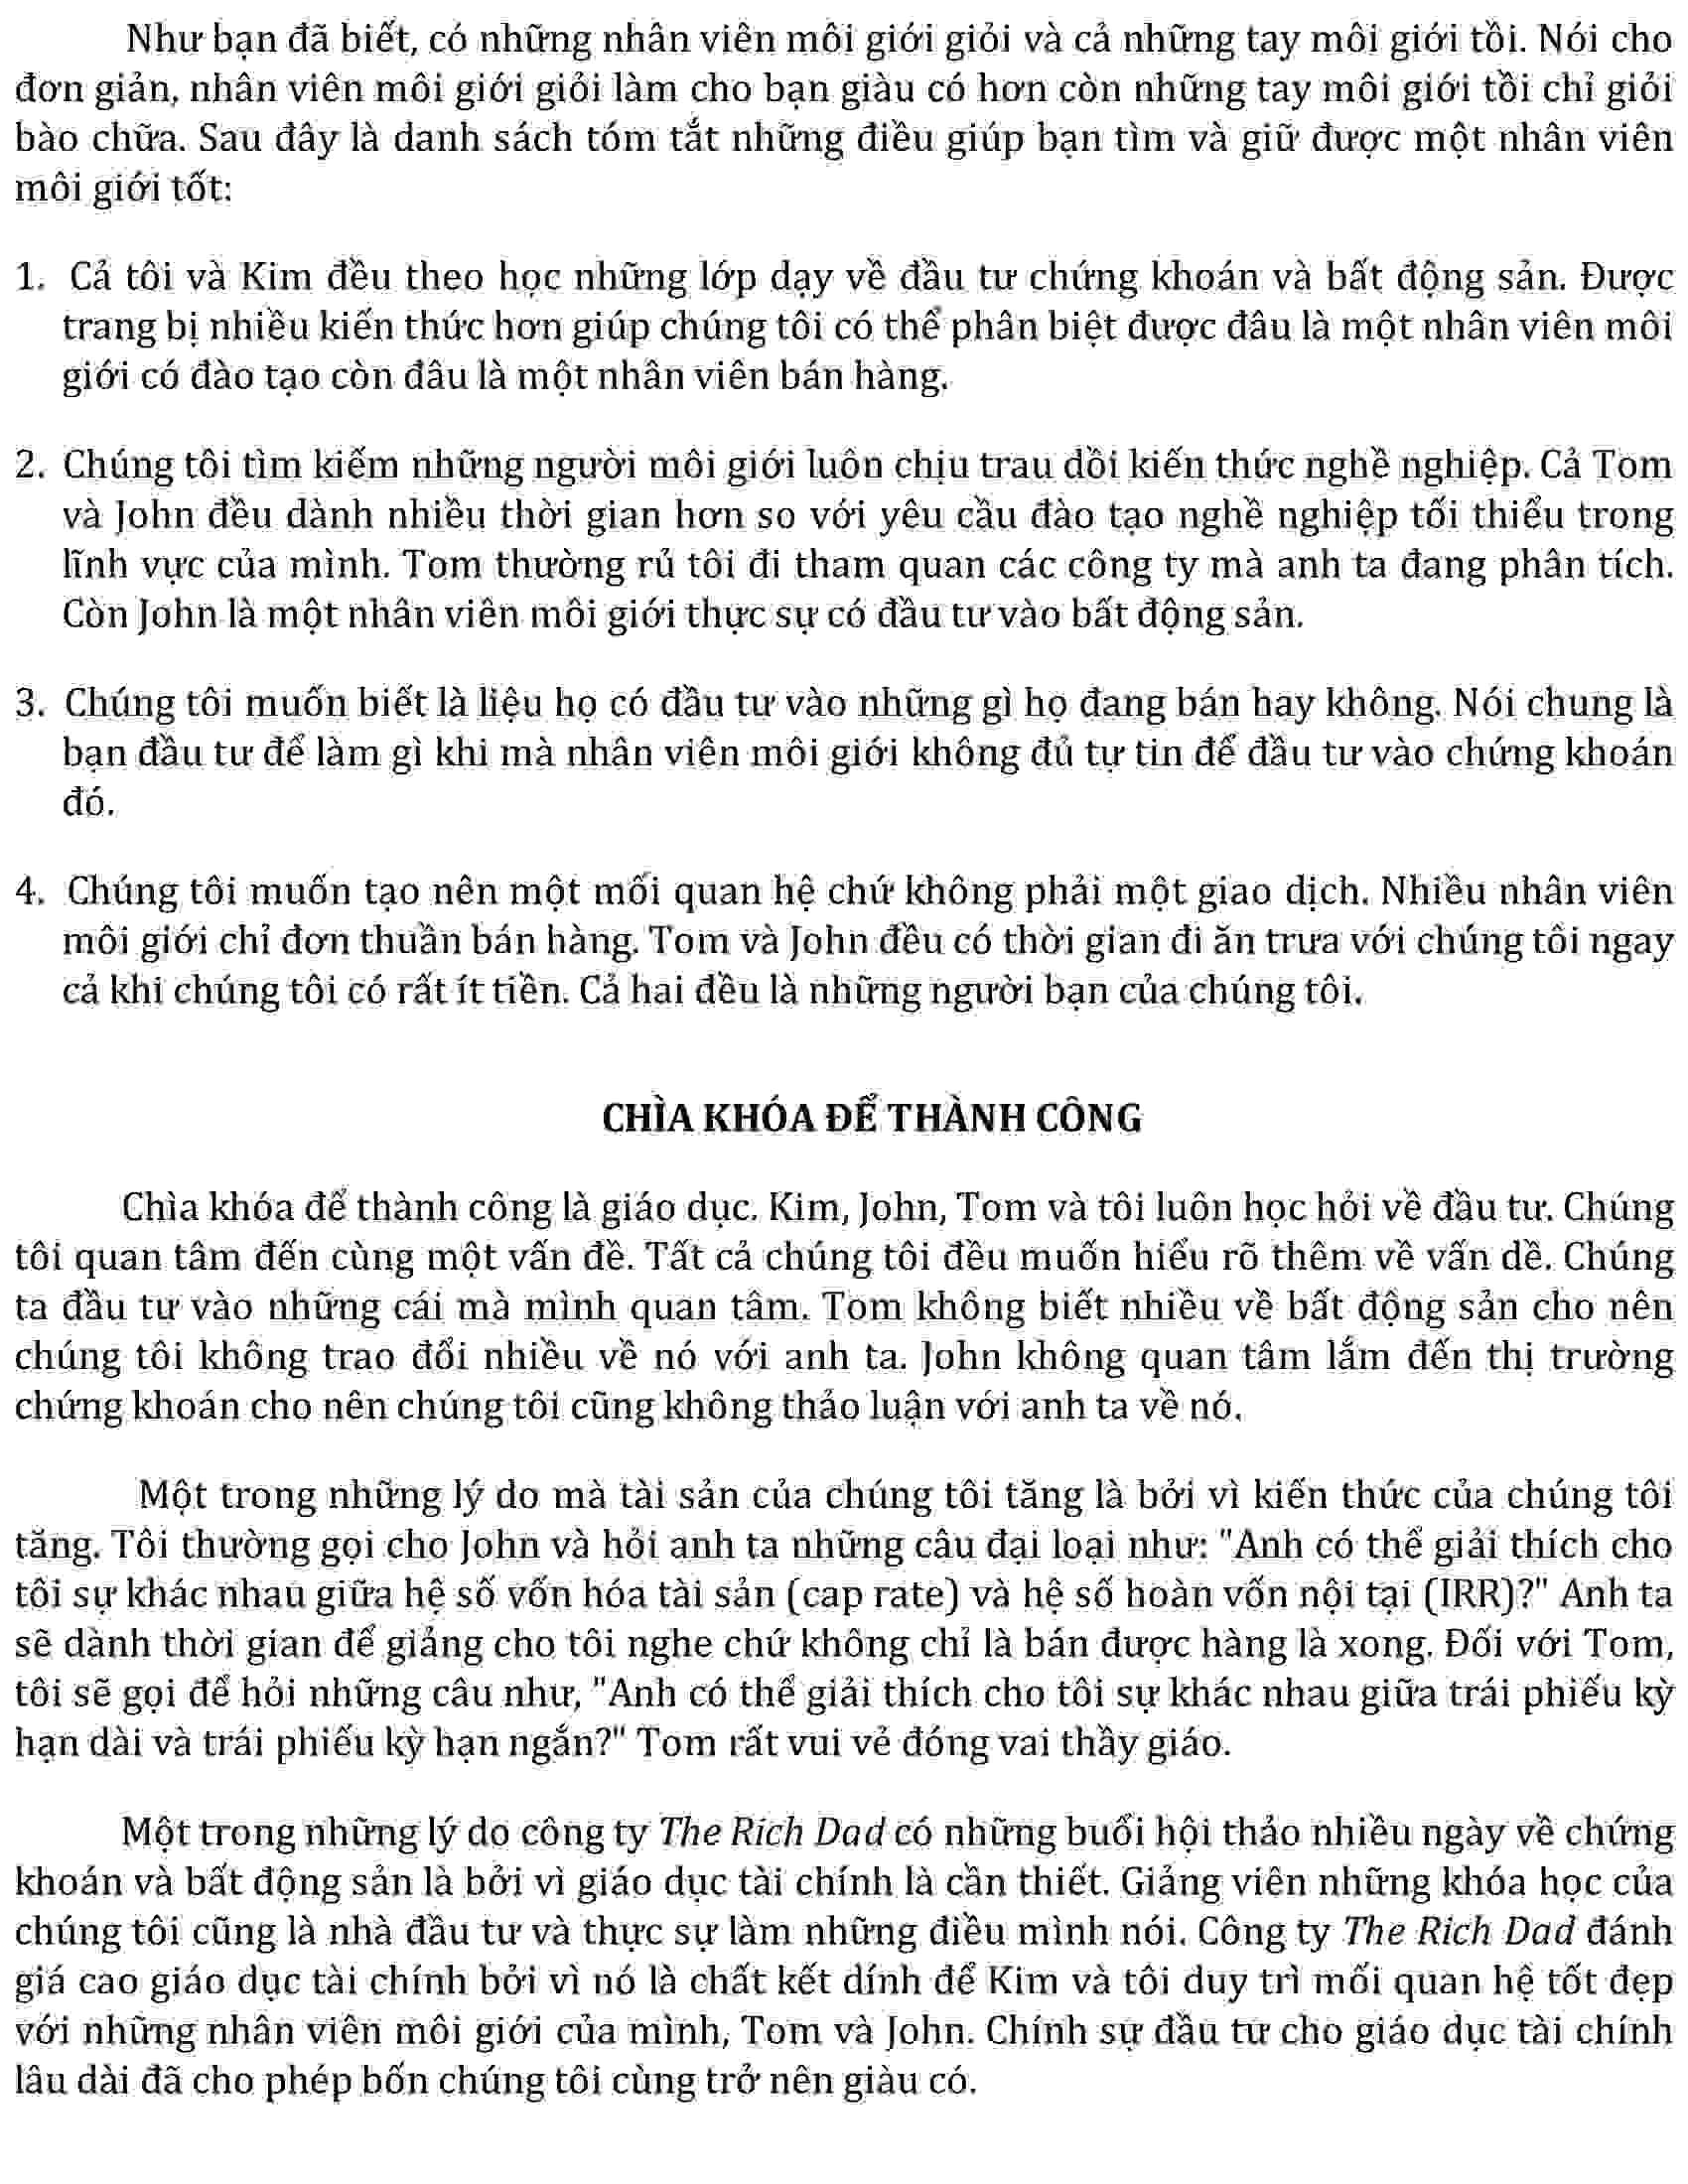 Như bạn đã biết, có những nhân viên môi giới giỏi và cả những tay môi giới tồi. Nói cho
đơn giản, nhân viên môi giới giỏi làm cho bạn giàu có hơn còn những tay môi giới tồi chỉ giỏi
bào chữa. Sau đây là danh sách tóm tắt những điều giúp bạn tìm và giữ được một nhân viên
môi giới tốt:
1. Cả tôi và Kim đều theo học những lớp dạy về đầu tư chứng khoán và bất động sản. Được
trang bị nhiều kiến thức hơn giúp chúng tôi có thể phân biệt được đâu là một nhân viên môi
giới có đào tạo còn đâu là một nhân viên bán hàng.
2. Chúng tôi tìm kiếm những người môi giới luôn chịu trau dồi kiến thức nghề nghiệp. Cả Tom
và John đều dành nhiều thời gian hơn so với yêu cầu đào tạo nghề nghiệp tối thiểu trong
lĩnh vực của mình. Tom thường rủ tôi đi tham quan các công ty mà anh ta đang phân tích.
Còn John là một nhân viên môi giới thực sự có đầu tư vào bất động sản.
3. Chúng tôi muốn biết là liệu họ có đầu tư vào những gì họ đang bán hay không. Nói chung là
bạn đầu tư để làm gì khi mà nhân viên môi giới không đủ tự tin để đầu tư vào chứng khoán
đó.
4. Chúng tôi muốn tạo nên một mối quan hệ chứ không phải một giao dịch. Nhiều nhân viên
môi giới chỉ đơn thuần bán hàng. Tom và John đều có thời gian đi ăn trưa với chúng tôi ngay
cả khi chúng tôi có rất ít tiền. Cả hai đều là những người bạn của chúng tôi.
CHÌA KHÓA ĐỂ THÀNH CÔNG
Chìa khóa để thành công là giáo dục. Kim, John, Tom và tôi luôn học hỏi về đầu tư. Chúng
tôi quan tâm đến cùng một vấn đề. Tất cả chúng tôi đều muốn hiểu rõ thêm về vấn dề. Chúng
ta đầu tư vào những cái mà mình quan tâm. Tom không biết nhiều về bất động sản cho nên
chúng tôi không trao đổi nhiều về nó với anh ta. John không quan tâm lắm đến thị trường
chứng khoán cho nên chúng tôi cũng không thảo luận với anh ta về nó.
Một trong những lý do mà tài sản của chúng tôi tăng là bởi vì kiến thức của chúng tôi
tăng. Tôi thường gọi cho John và hỏi anh ta những câu đại loại như: "Anh có thể giải thích cho
tôi sự khác nhau giữa hệ số vốn hóa tài sản (cap rate) và hệ số hoàn vốn nội tại (IRR)?" Anh ta
sẽ dành thời gian để giảng cho tôi nghe chứ không chỉ là bán được hàng là xong. Đối với Tom,
tôi sẽ gọi để hỏi những câu như, "Anh có thể giải thích cho tôi sự khác nhau giữa trái phiếu kỳ
hạn dài và trái phiếu kỳ hạn ngắn?" Tom rất vui vẻ đóng vai thầy giáo.
Một trong những lý do công ty The Rich Dad có những buổi hội thảo nhiều ngày về chứng
khoán và bất động sản là bởi vì giáo dục tài chính là cần thiết. Giảng viên những khóa học của
chúng tôi cũng là nhà đầu tư và thực sự làm những điều mình nói. Công ty The Rich Dad đánh
giá cao giáo dục tài chính bởi vì nó là chất kết dính để Kim và tôi duy trì mối quan hệ tốt đẹp
với những nhân viên môi giới của mình, Tom và John. Chính sự đầu tư cho giáo dục tài chính
lâu dài đã cho phép bốn chúng tôi cùng trở nên giàu có.